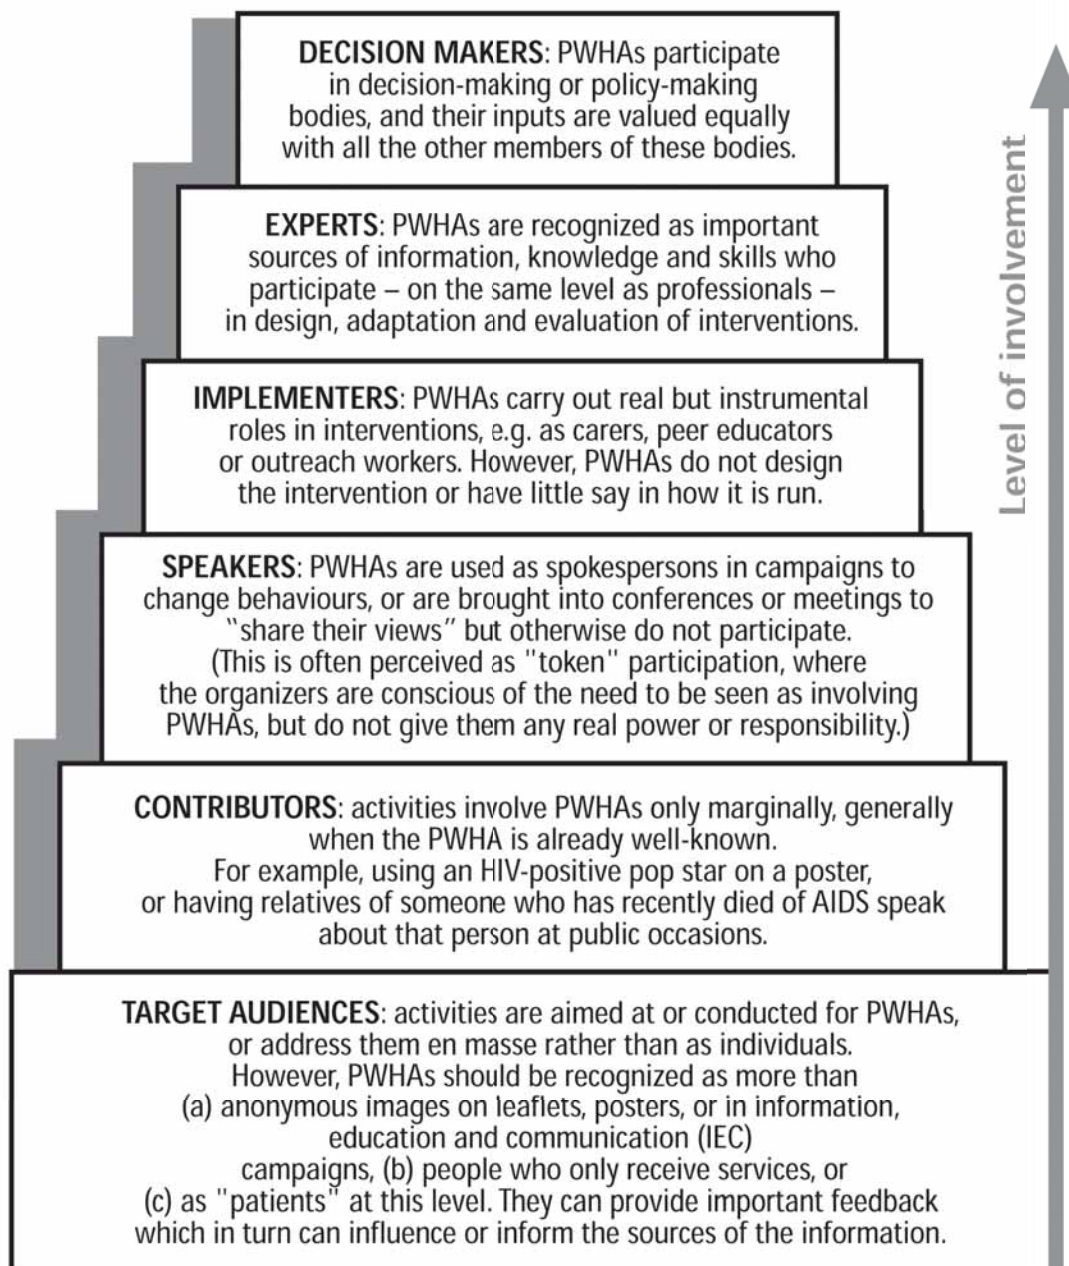 DECISION MAKERS: PWHAs participate
in decision-making or policy-making
bodies, and their inputs are valued equally
with all the other members of these bodies.
EXPERTS: PWHAs are recognized as important
sources of information, knowledge and skills who
participate – on the same level as professionals –
in design, adaptation and evaluation of interventions.
IMPLEMENTERS: PWHAs carry out real but instrumental
roles in interventions, e.g. as carers, peer educators
or outreach workers. However, PWHAs do not design
the intervention or have little say in how it is run.
SPEAKERS: PWHAs are used as spokespersons in campaigns to
change behaviours, or are brought into conferences or meetings to
“share their views” but otherwise do not participate.
(This is often perceived as "token" participation, where
the organizers are conscious of the need to be seen as involving
PWHAs, but do not give them any real power or responsibility.)
CONTRIBUTORS: activities involve PWHAs only marginally, generally
when the PWHA is already well-known.
For example, using an HIV-positive pop star on a poster,
or having relatives of someone who has recently died of AIDS speak
about that person at public occasions.
TARGET AUDIENCES: activities are aimed at or conducted for PWHAs,
or address them en masse rather than as individuals.
However, PWHAs should be recognized as more than
(a) anonymous images on leaflets, posters, or in information,
education and communication (IEC)
campaigns, (b) people who only receive services, or
(c) as "patients" at this level. They can provide important feedback
which in turn can influence or inform the sources of the information.
Level of involvement